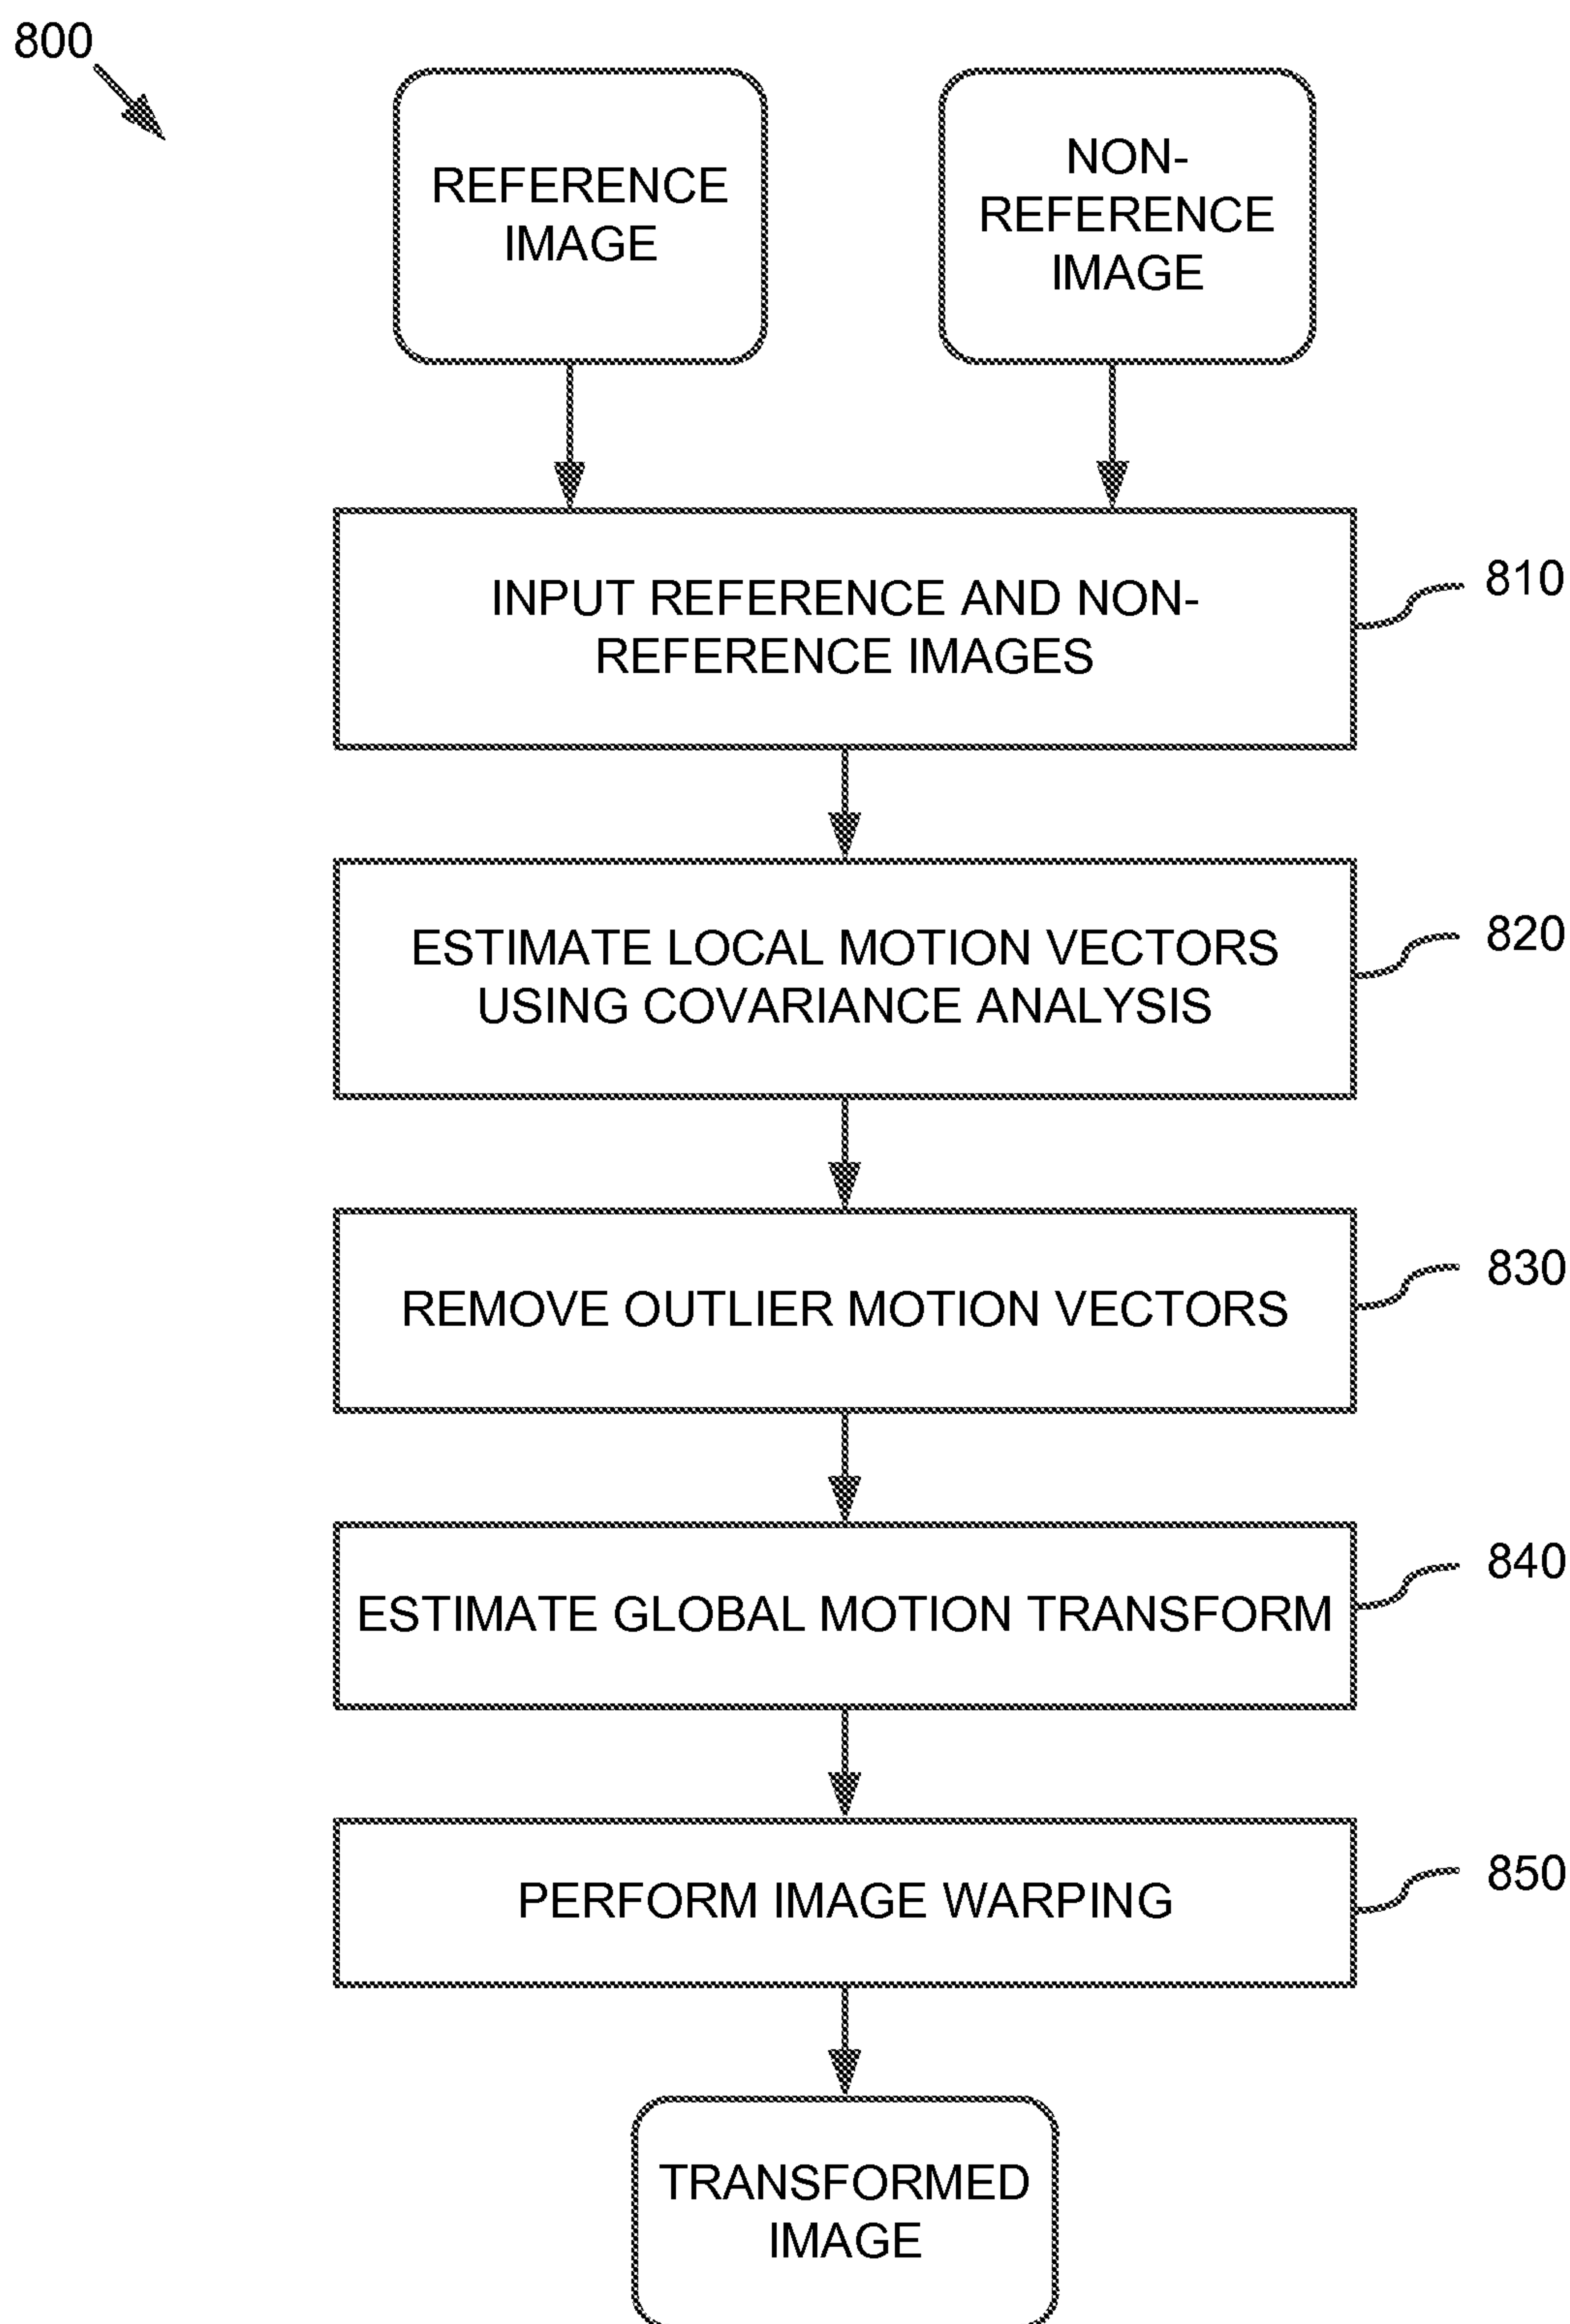 800
REFERENCE
IMAGE
NON-
REFERENCE
IMAGE
INPUT REFERENCE AND NON-
REFERENCE IMAGES
810
ESTIMATE LOCAL MOTION VECTORS
USING COVARIANCE ANALYSIS
820
REMOVE OUTLIER MOTION VECTORS
830
ESTIMATE GLOBAL MOTION TRANSFORM
840
PERFORM IMAGE WARPING
850
TRANSFORMED
IMAGE